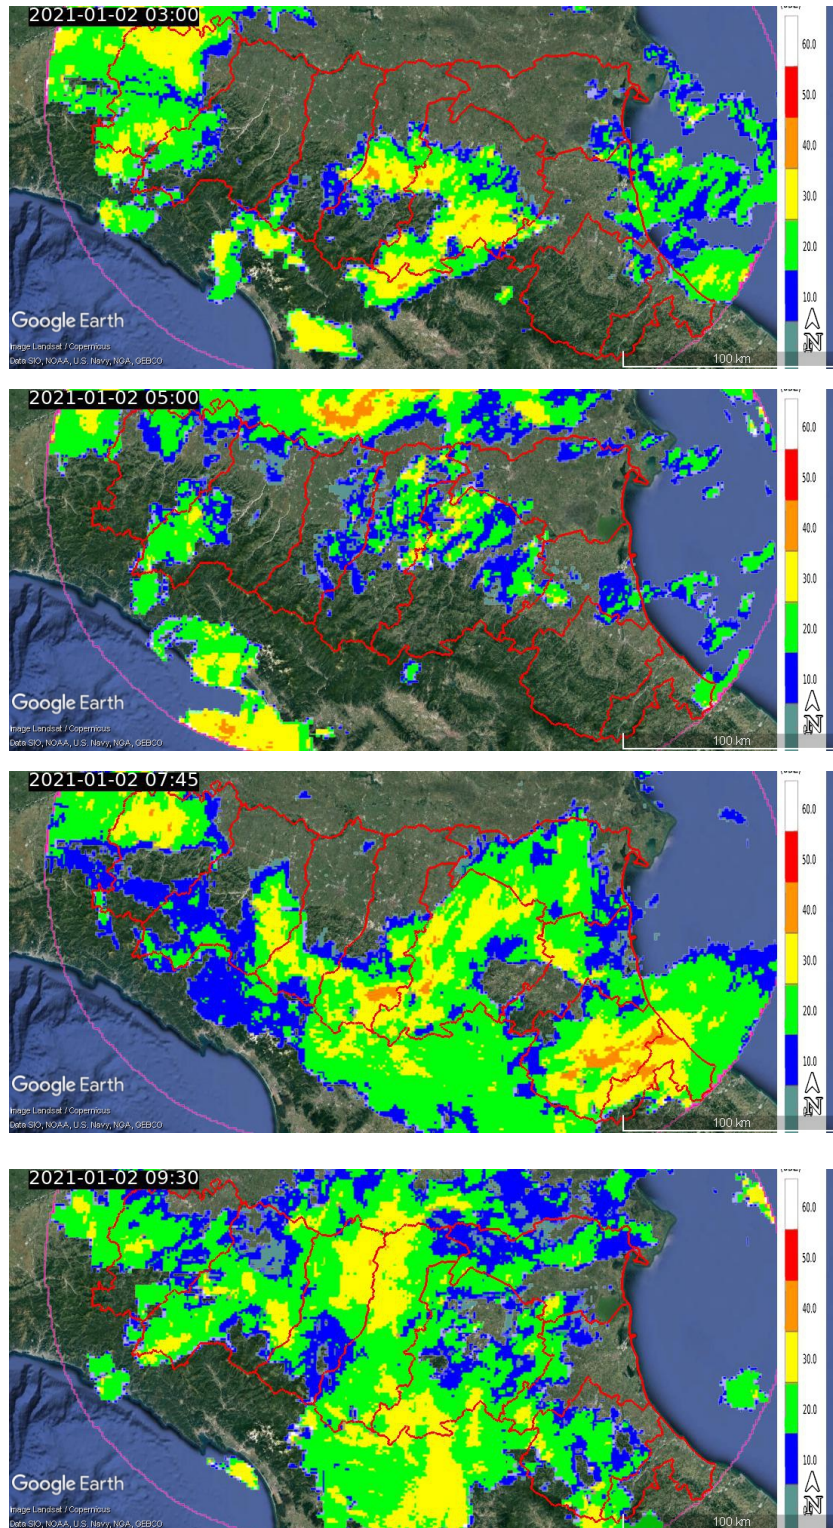 2021-01-02 03:00
60.0
50.0
40.0
30.0
20.0
10.0
N
Google Earth
Image Landsat / Copernicus
Data SIO, NOAA, U.S. Navy, NGA, GEBCO
100 km
2021-01-02 05:00
60.0
50.0
40.0
30.0
20.0
10.0
N
Google Earth
Image Landsat / Copernicus
Data SIO, NOAA, U.S. Navy, NGA, GEBCO
100 km
2021-01-02 07:45
60.0
50.0
40.0
30.0
20.0
10.0
N
Google Earth
Image Landsat / Copernicus
Data SIO, NOAA, U.S. Navy, NGA, GEBCO
100 km
2021-01-02 09:30
60.0
50.0
40.0
30.0
20.0
10.0
N
Google Earth
Image Landsat / Copernicus
Data SIO, NOAA, U.S. Navy, NGA, GEBCO
100 km